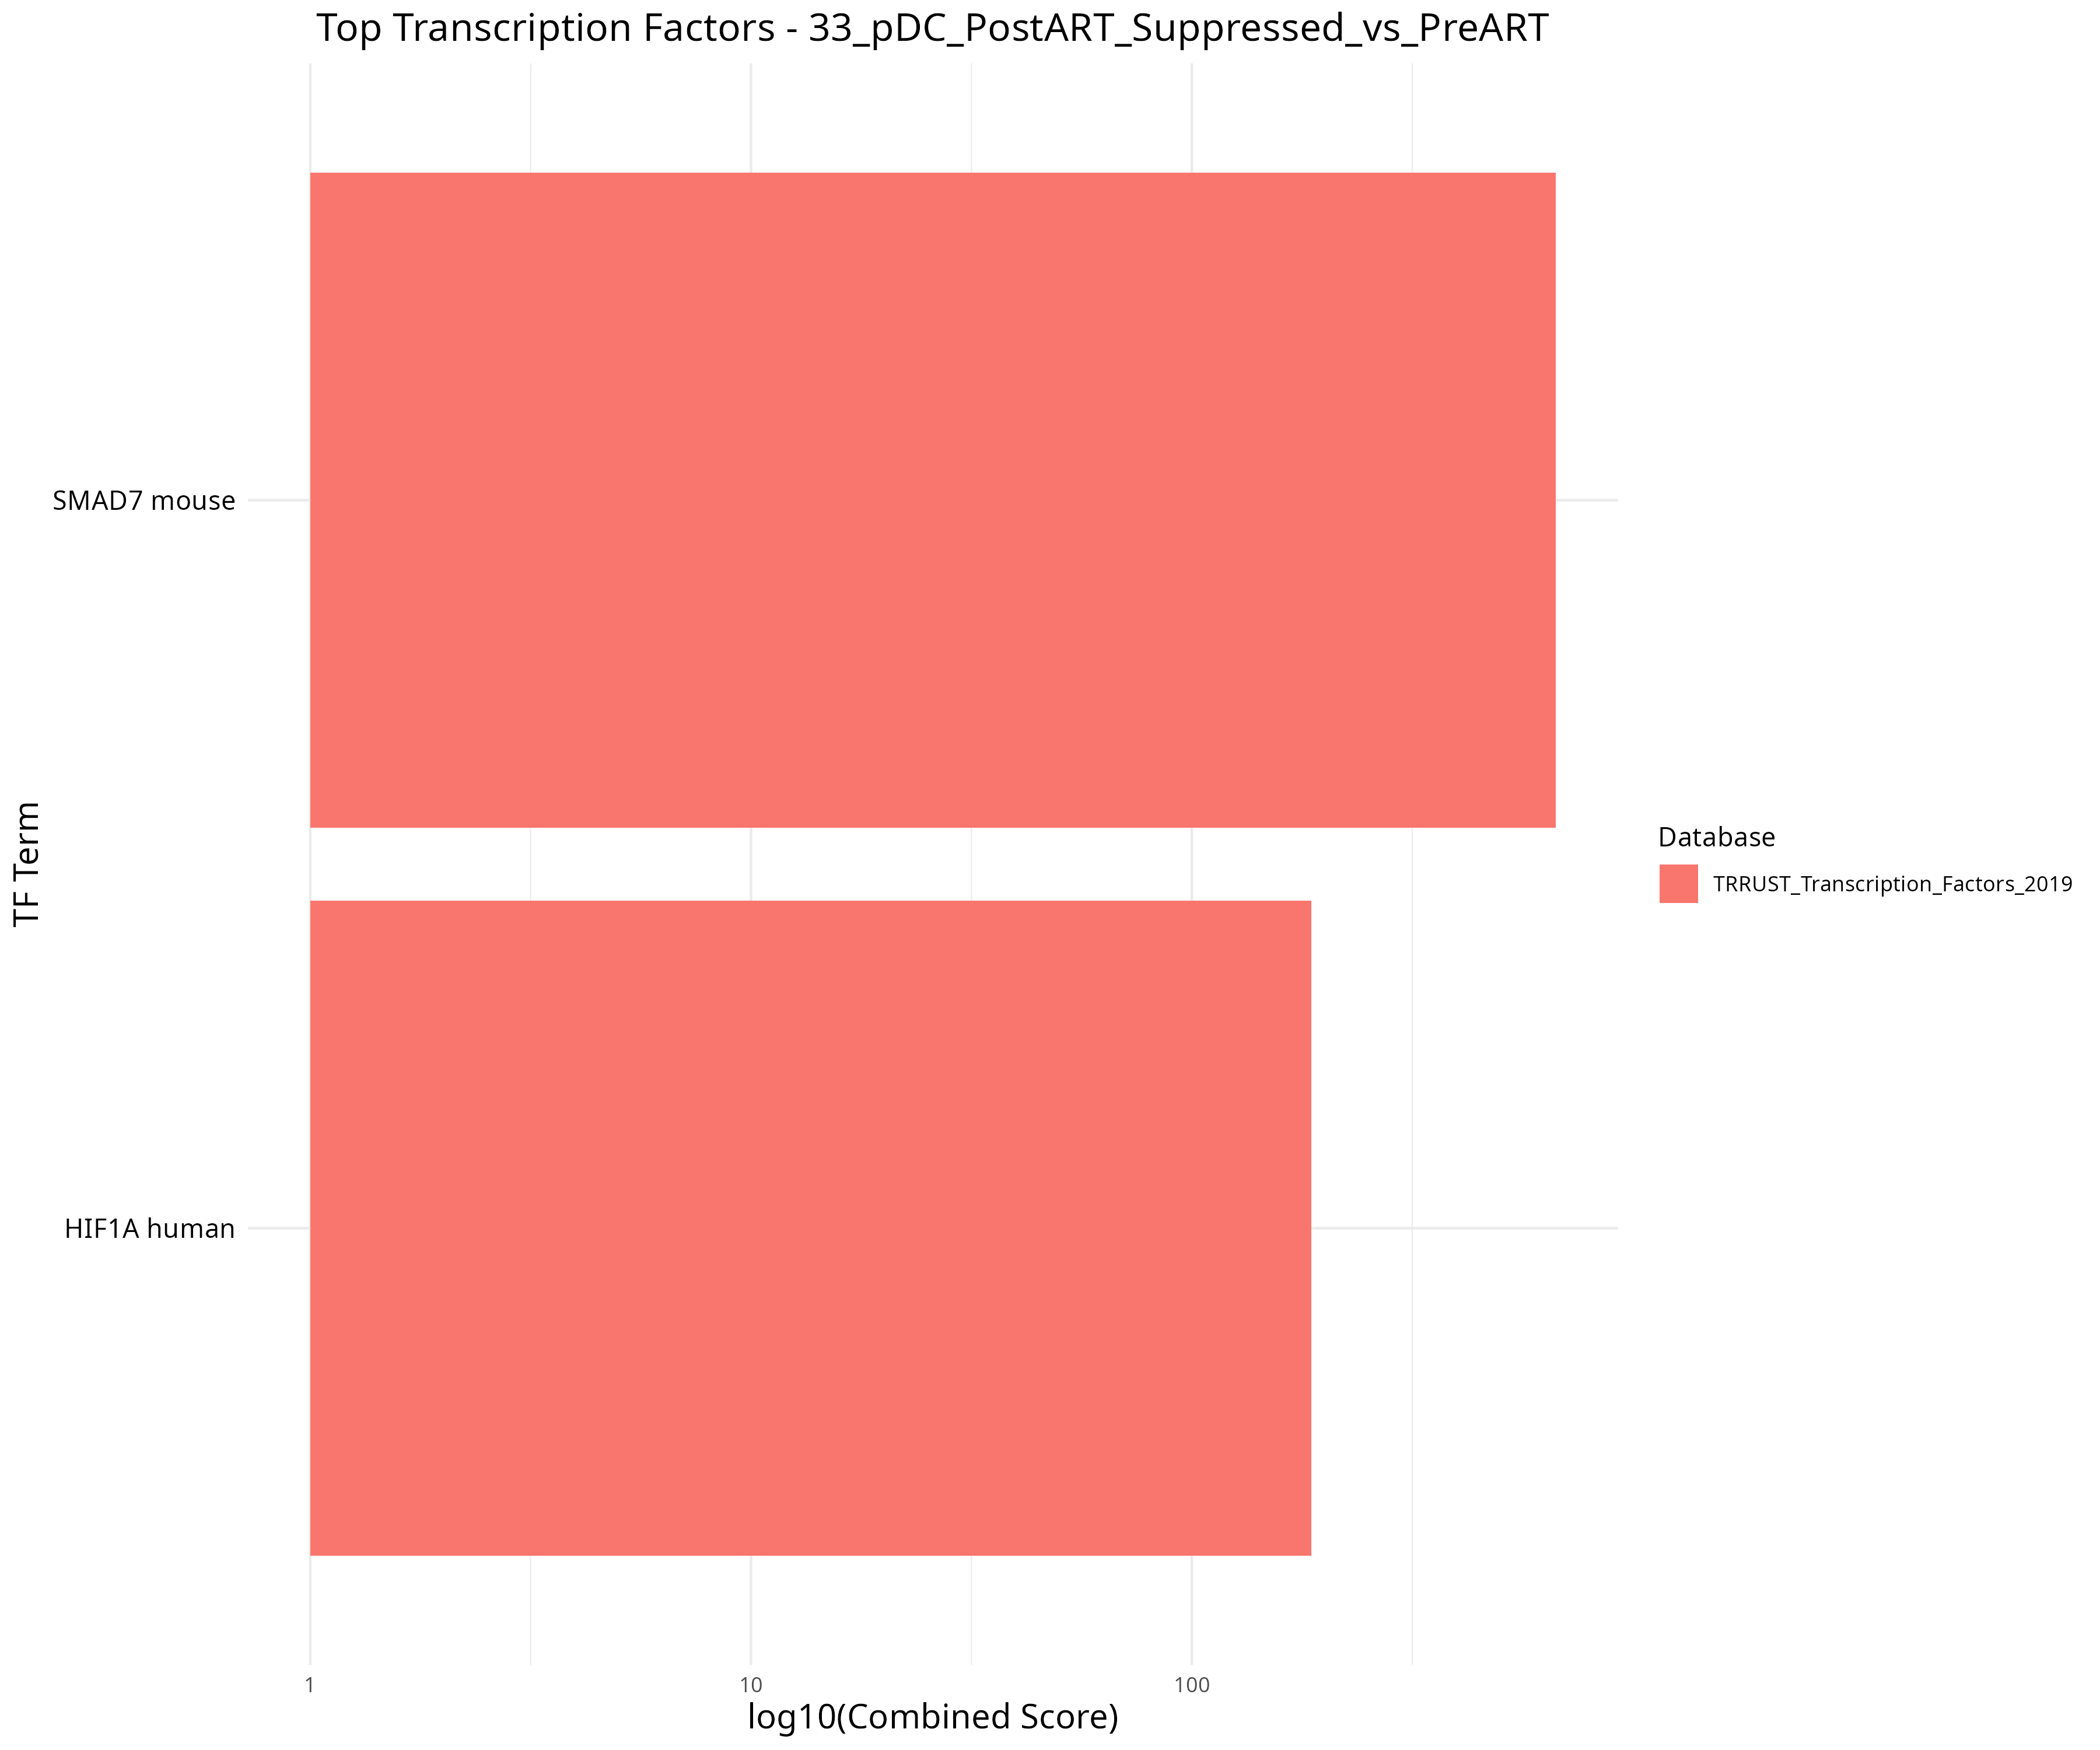 Top Transcription Factors - 33_pDC_PostART_Suppressed_vs_PreART
TF Term
SMAD7 mouse
HIF1A human
1
10
100
log10(Combined Score)
Database
TRRUST_Transcription_Factors_2019